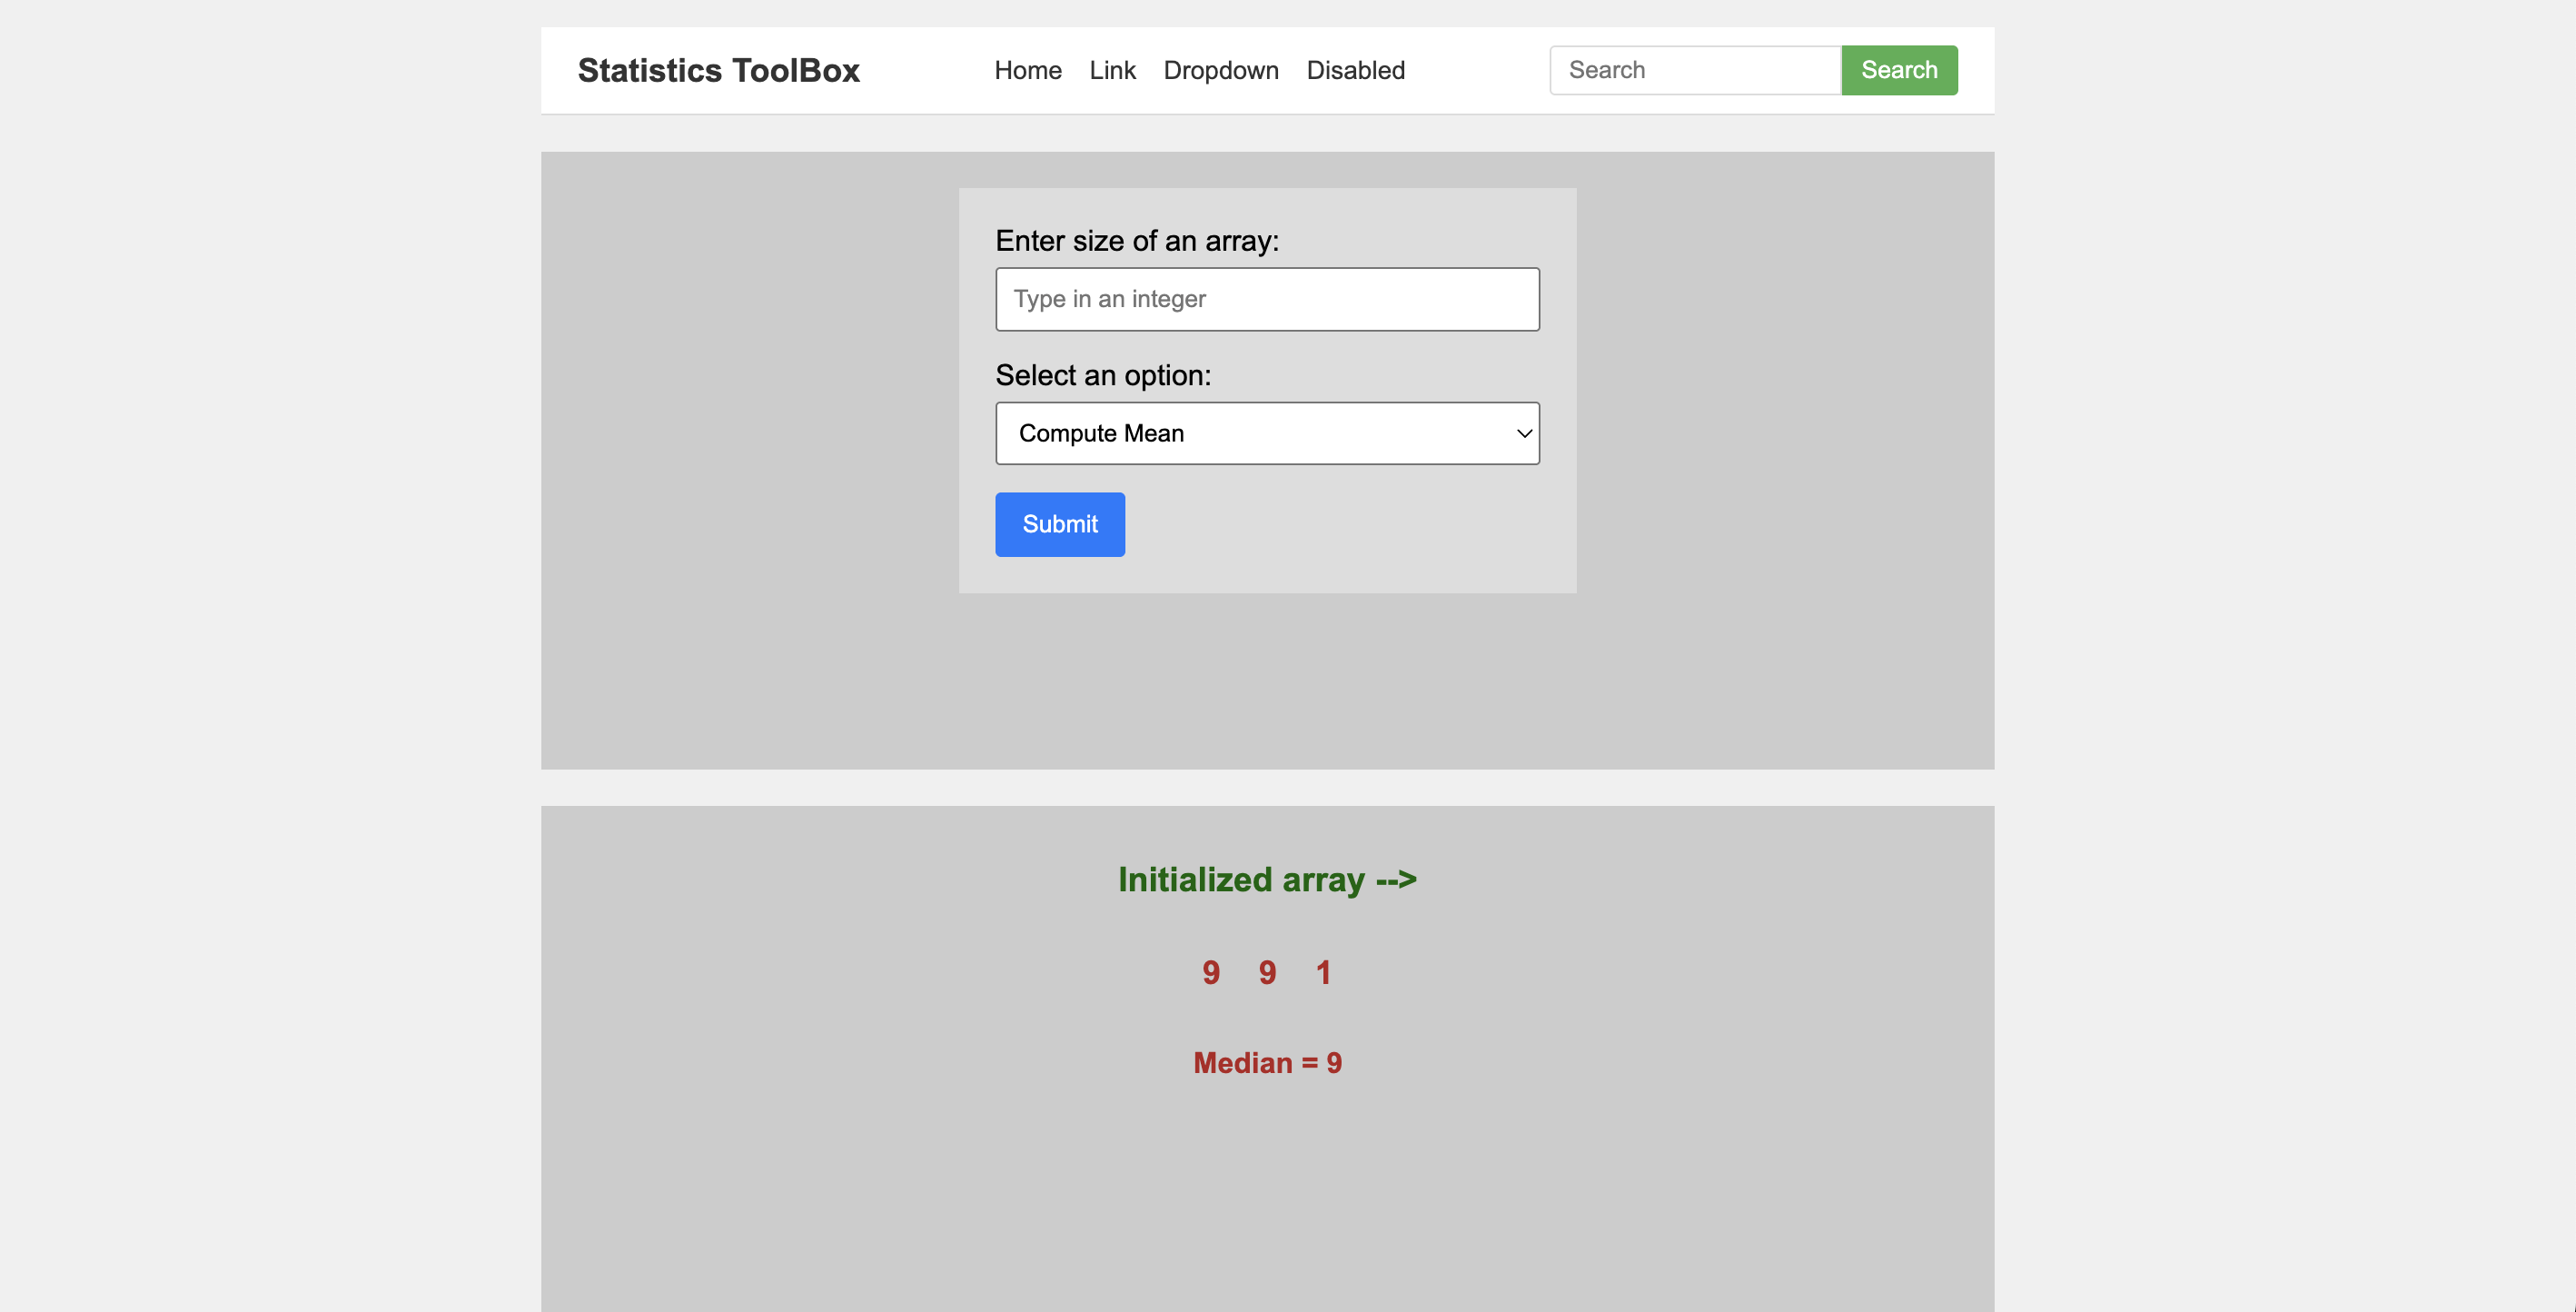 Statistics ToolBox Home Link Dropdown Disabled Search Search
Enter size of an array:
Type in an integer
Select an option:
Compute Mean
Submit
Initialized array -->
9 9 1
Median = 9